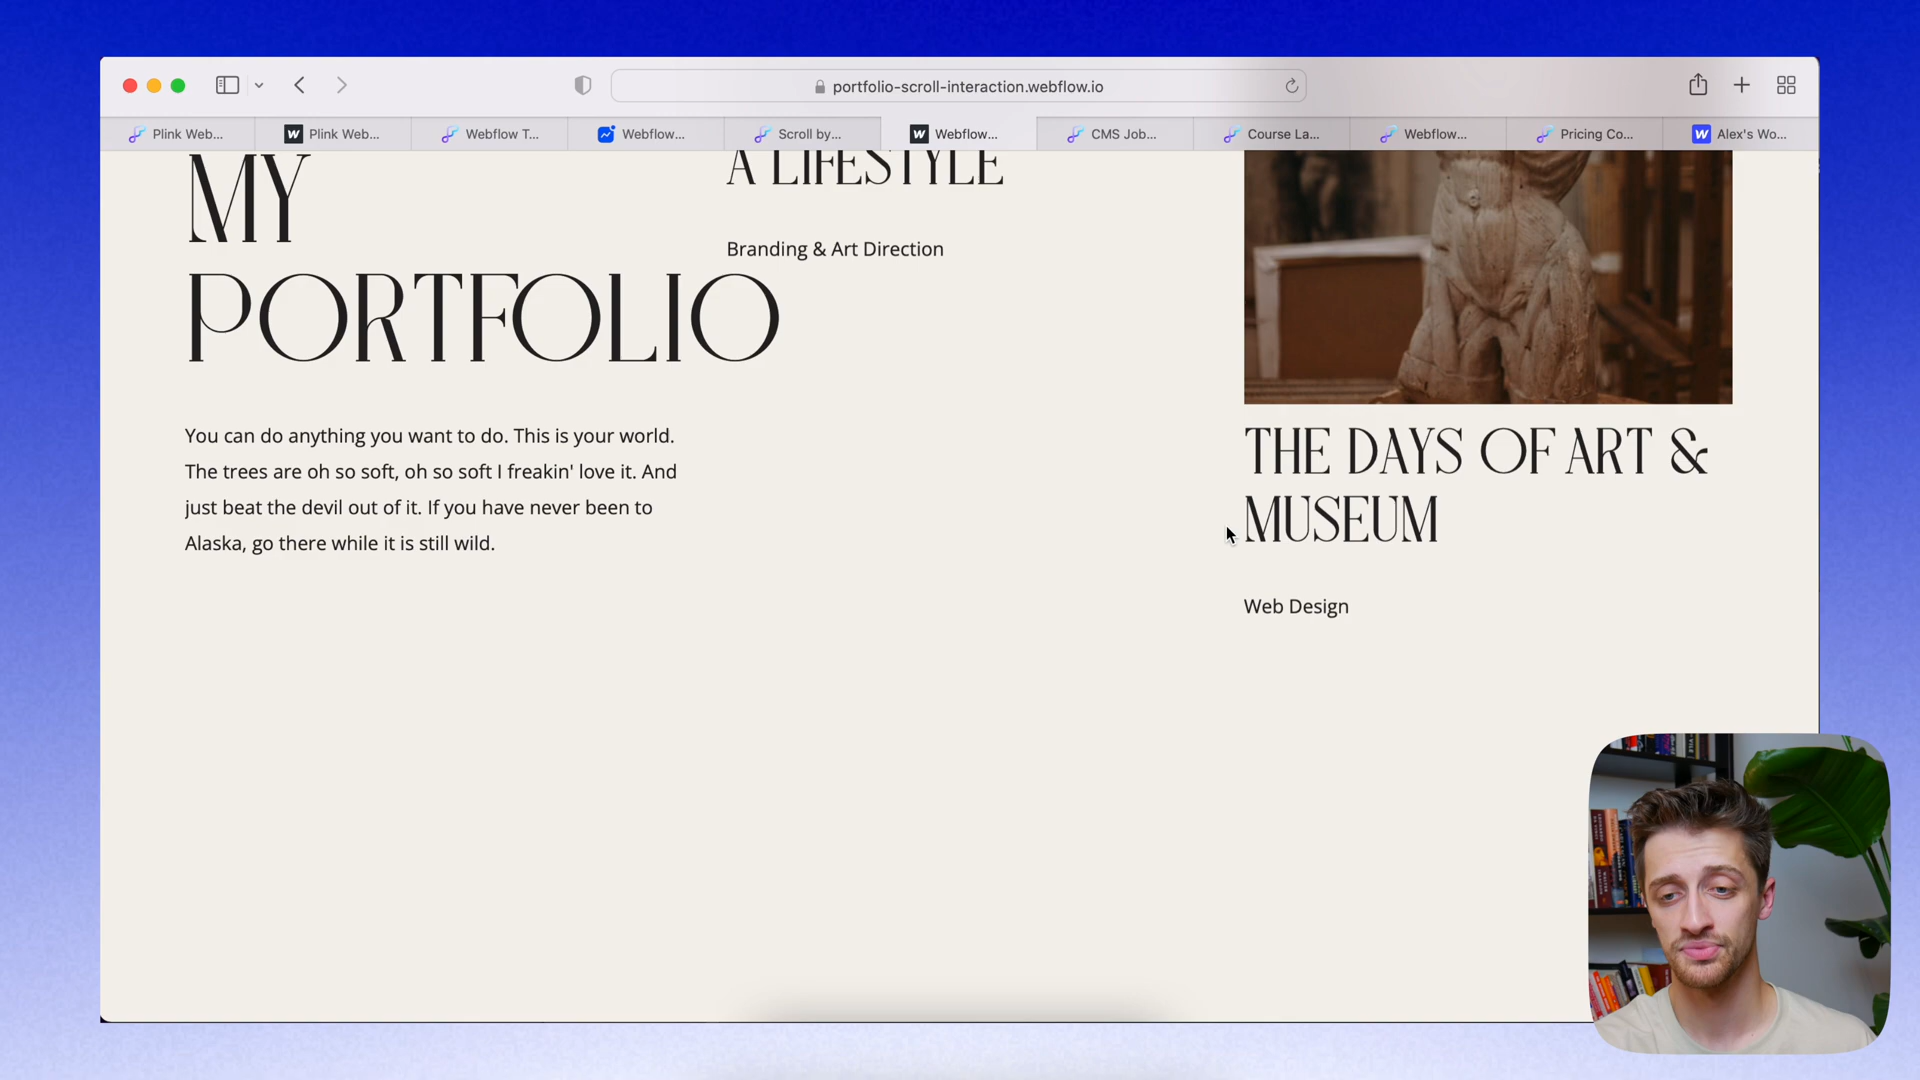 portfolio-scroll-interaction.webflow.io
Plink Web...
Plink Web...
Webflow T...
Webflow...
Scroll by...
Webflow...
CMS Job...
Course La...
Webflow...
Pricing Co...
Alex's Wo...
MY
PORTFOLIO
You can do anything you want to do. This is your world.
The trees are oh so soft, oh so soft I freakin' love it. And
just beat the devil out of it. If you have never been to
Alaska, go there while it is still wild.
A LIFESTYLE
Branding & Art Direction
THE DAYS OF ART &
MUSEUM
Web Design